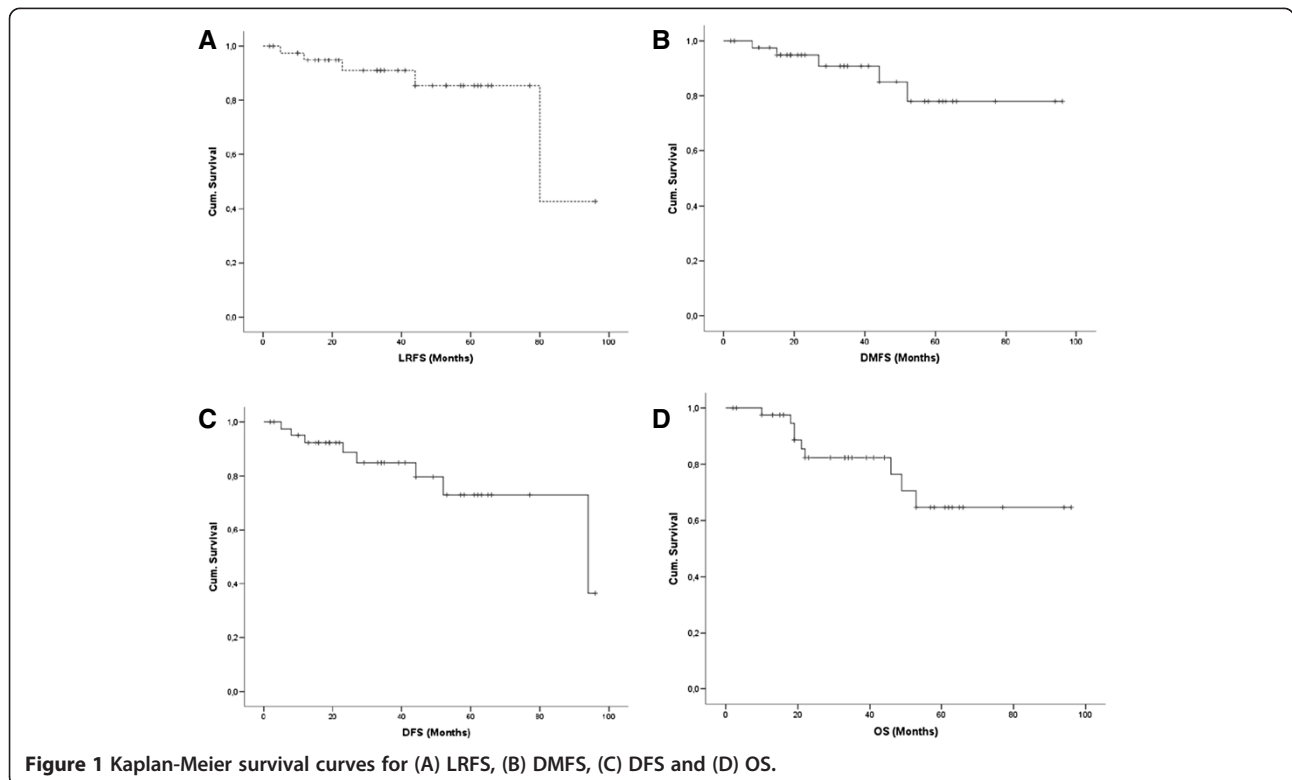 A
Cum. Survival
1,0
0,8
0,6
0,4
0,2
0,0
0 20 40 60 80 100
LRFS (Months)
B
Cum. Survival
1,0
0,8
0,6
0,4
0,2
0,0
0 20 40 60 80 100
DMFS (Months)
C
Cum. Survival
1,0
0,8
0,6
0,4
0,2
0,0
0 20 40 60 80 100
DFS (Months)
D
Cum. Survival
1,0
0,8
0,6
0,4
0,2
0,0
0 20 40 60 80 100
OS (Months)
Figure 1 Kaplan-Meier survival curves for (A) LRFS, (B) DMFS, (C) DFS and (D) OS.